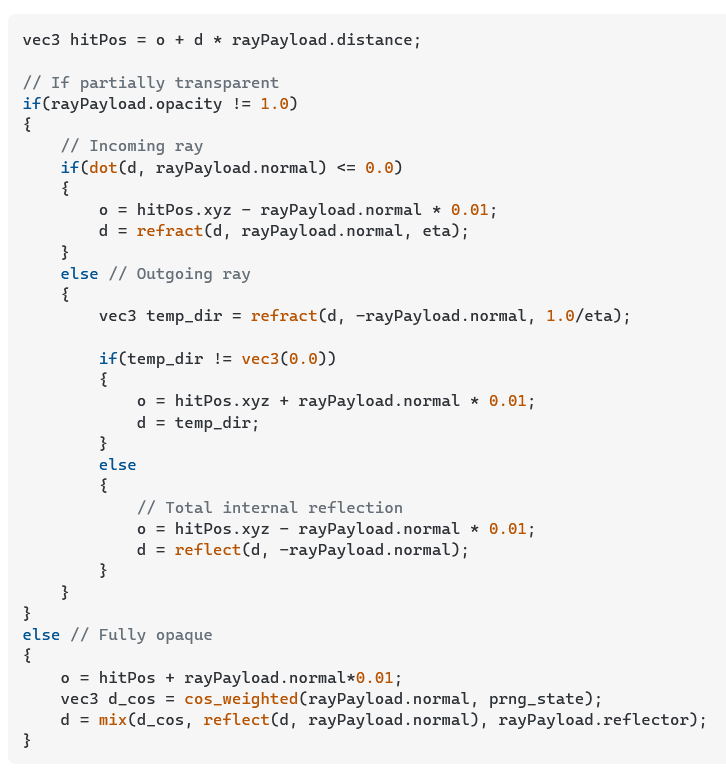 vec3 hitPos = o + d * rayPayload.distance;

// If partially transparent
if(rayPayload.opacity != 1.0)
{
    // Incoming ray
    if(dot(d, rayPayload.normal) <= 0.0)
    {
        o = hitPos.xyz - rayPayload.normal * 0.01;
        d = refract(d, rayPayload.normal, eta);
    }
    else // Outgoing ray
    {
        vec3 temp_dir = refract(d, -rayPayload.normal, 1.0/eta);

        if(temp_dir != vec3(0.0))
        {
            o = hitPos.xyz + rayPayload.normal * 0.01;
            d = temp_dir;
        }
        else
        {
            // Total internal reflection
            o = hitPos.xyz - rayPayload.normal * 0.01;
            d = reflect(d, -rayPayload.normal);
        }
    }
}
else // Fully opaque
{
    o = hitPos + rayPayload.normal*0.01;
    vec3 d_cos = cos_weighted(rayPayload.normal, prng_state);
    d = mix(d_cos, reflect(d, rayPayload.normal), rayPayload.reflector);
}